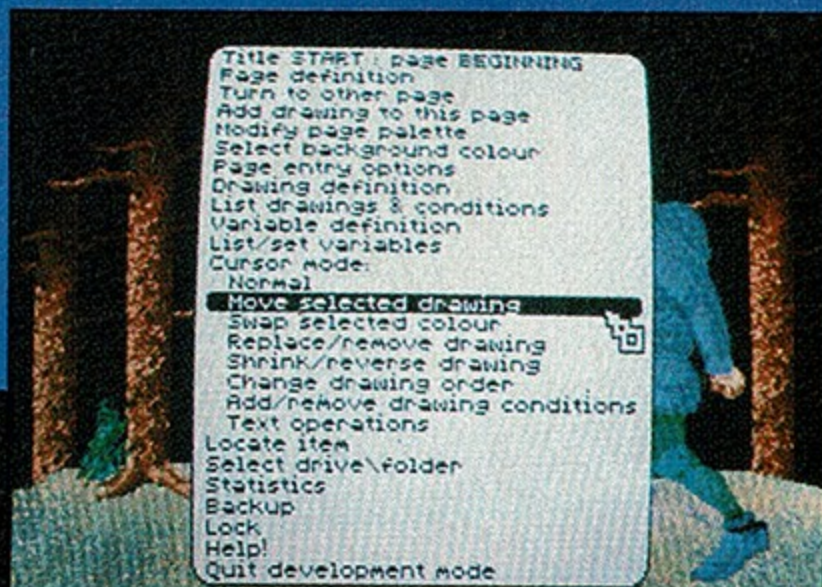 Title START : page BEGINNING
Page definition
Turn to other page
Add drawing to this page
Modify page palette
Select background colour
Page entry options
Drawing definition
List drawings & conditions
Variable definition
List/set variables
Cursor mode:
Normal
Move selected drawing
Swap selected colour
Replace/remove drawing
Shrink/reverse drawing
Change drawing order
Add/remove drawing conditions
Text operations
Locate item
Select drive\folder
Statistics
Backup
Lock
Help!
Quit development mode